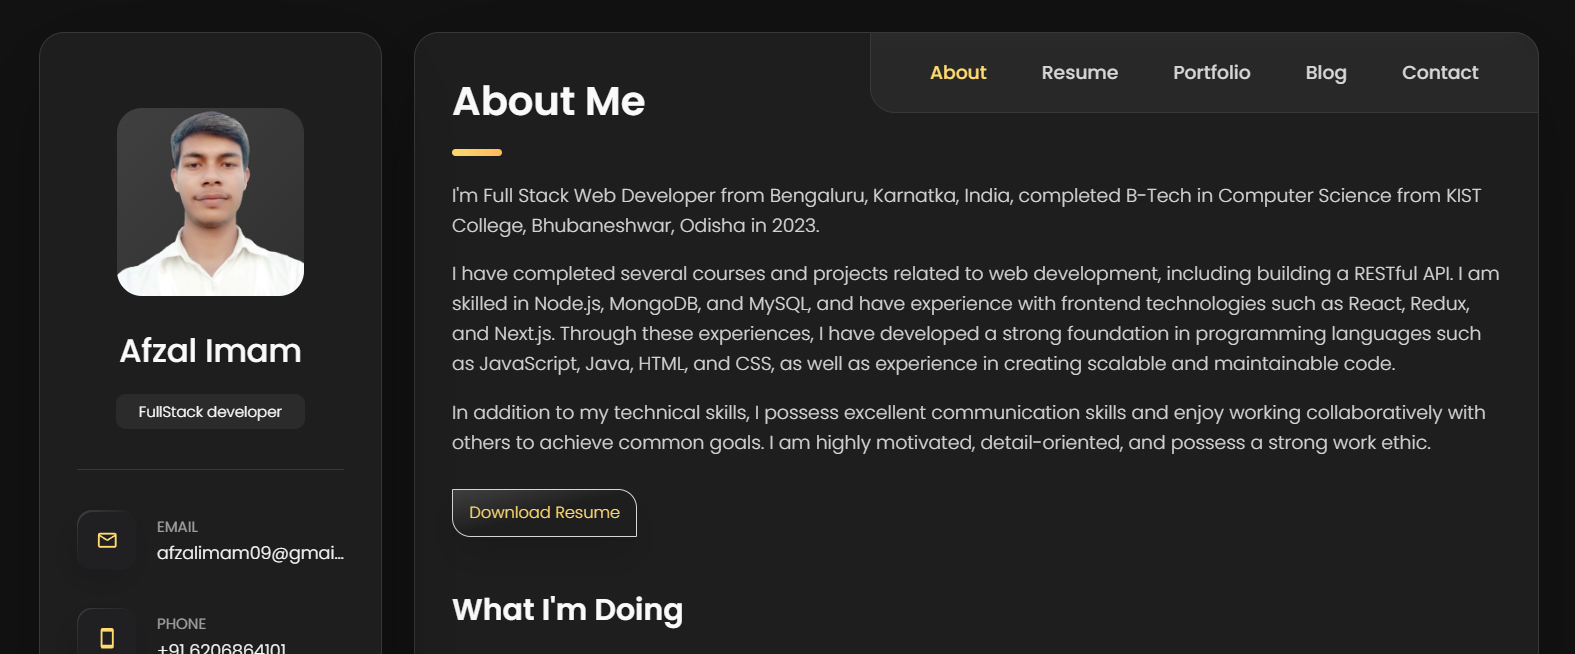 Afzal Imam
FullStack developer
EMAIL
afzalimam09@gmai...
PHONE
+91 6206864101
About
Resume
Portfolio
Blog
Contact
About Me
I'm Full Stack Web Developer from Bengaluru, Karnatka, India, completed B-Tech in Computer Science from KIST
College, Bhubaneshwar, Odisha in 2023.
I have completed several courses and projects related to web development, including building a RESTful API. I am
skilled in Node.js, MongoDB, and MySQL, and have experience with frontend technologies such as React, Redux,
and Next.js. Through these experiences, I have developed a strong foundation in programming languages such
as JavaScript, Java, HTML, and CSS, as well as experience in creating scalable and maintainable code.
In addition to my technical skills, I possess excellent communication skills and enjoy working collaboratively with
others to achieve common goals. I am highly motivated, detail-oriented, and possess a strong work ethic.
Download Resume
What I'm Doing